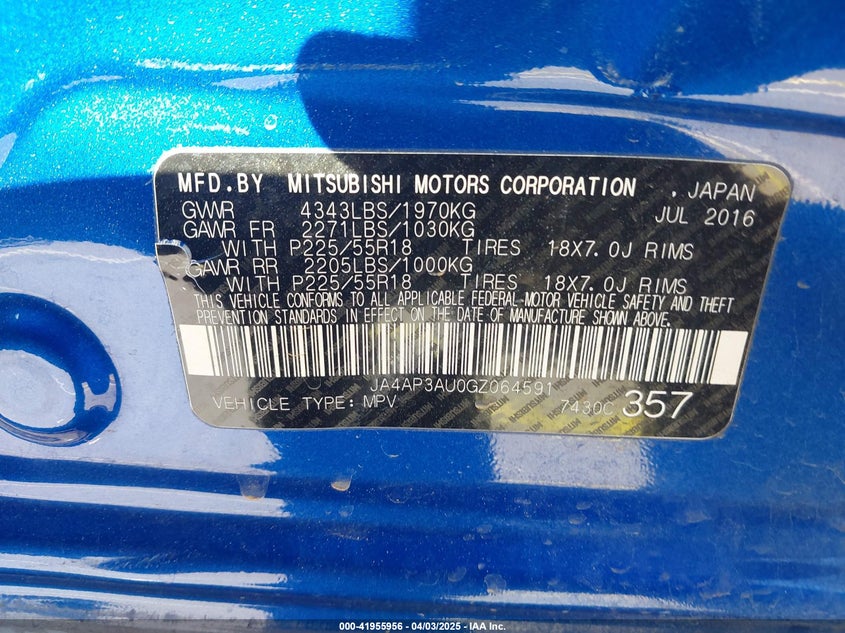 MFD.BY MITSUBISHI MOTORS CORPORATION . JAPAN
GVWR 4343LBS/1970KG JUL 2016
GAWR FR 2271LBS/1030KG
WITH P225/55R18 TIRES 18X7.0J RIMS
GAWR RR 2205LBS/1000KG
WITH P225/55R18 TIRES 18X7.0J RIMS
THIS VEHICLE CONFORMS TO ALL APPLICABLE FEDERAL-MOTOR VEHICLE SAFETY AND THEFT
PREVENTION STANDARDS IN EFFECT ON THE DATE OF MANUFACTURE SHOWN ABOVE.
JA4AP3AU0GZ064591
VEHICLE TYPE: MPV 7430C 357
000-41955956 - 04/03/2025 - IAA Inc.